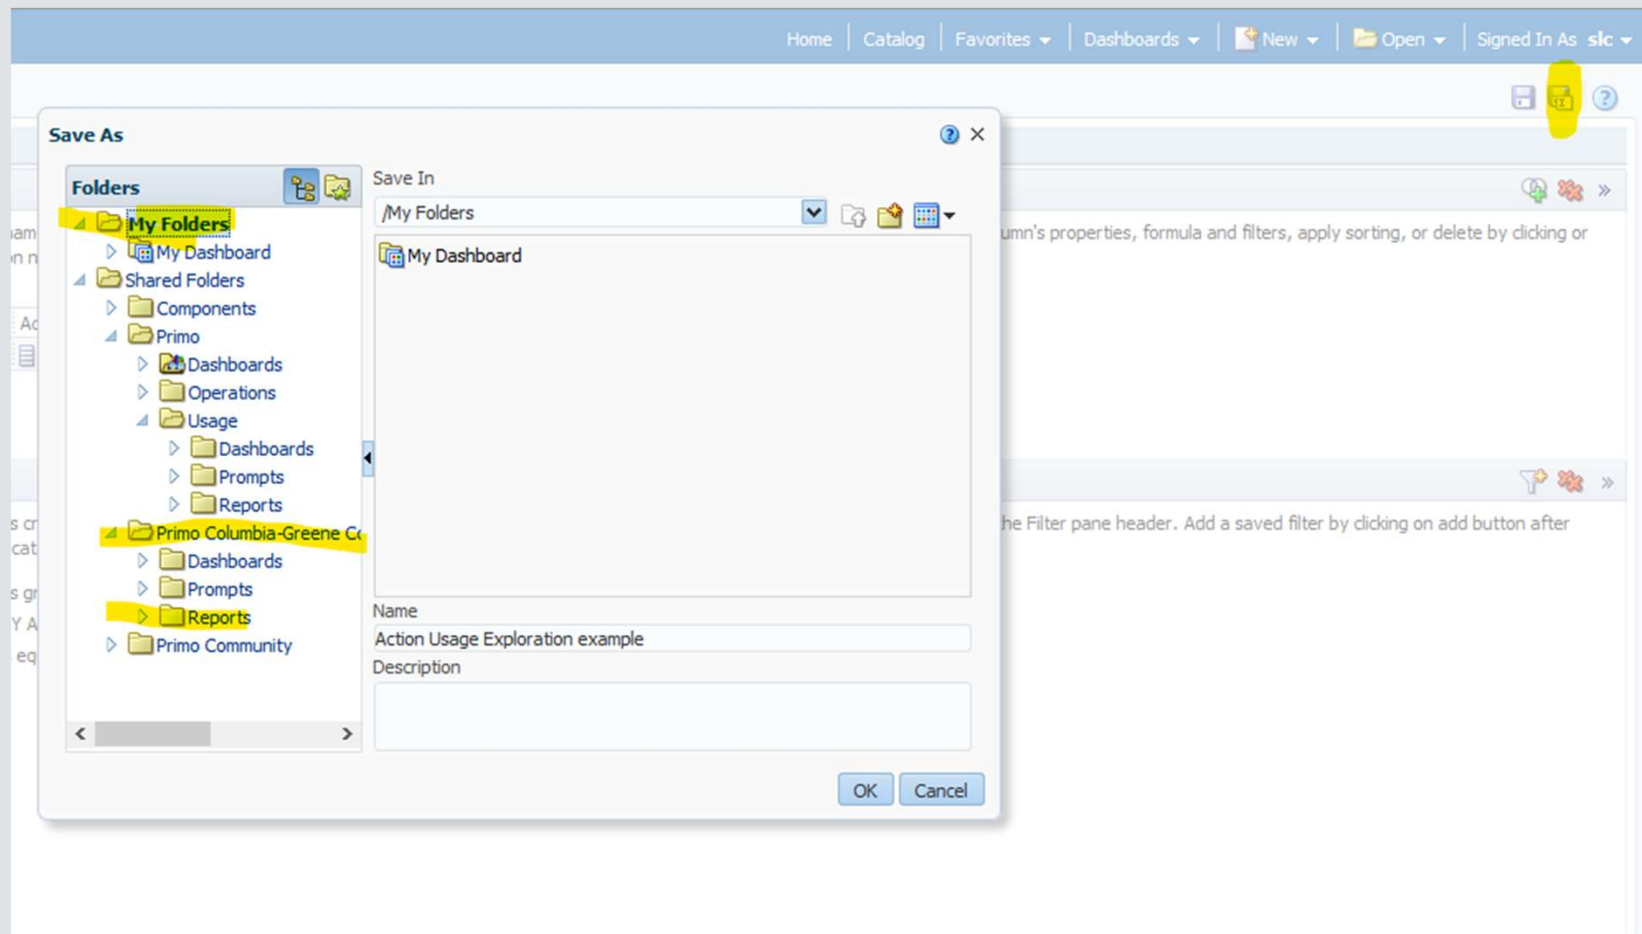 Home Catalog Favorites Dashboards New Open Signed In As slc
Save As
Folders
My Folders
My Dashboard
Shared Folders
Components
Primo
Dashboards
Operations
Usage
Dashboards
Prompts
Reports
Primo Columbia-Greene
Dashboards
Prompts
Reports
Primo Community
Save In
/My Folders
My Dashboard
Name
Action Usage Exploration example
Description
OK Cancel
properties, formula and filters, apply sorting, or delete by clicking or
Filter pane header. Add a saved filter by clicking on add button after